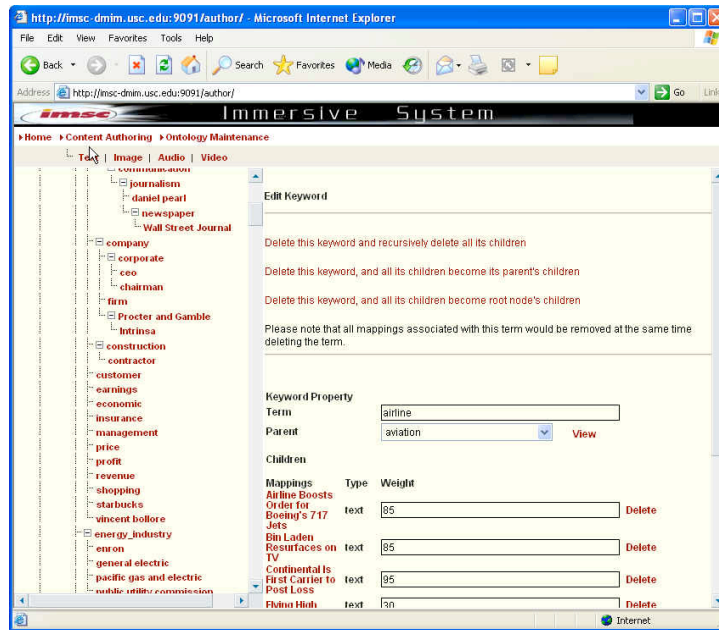 http://imsc-dmim.usc.edu:9091/author/ - Microsoft Internet Explorer
File Edit View Favorites Tools Help
Back Search Favorites Media
Address http://imsc-dmim.usc.edu:9091/author/ Go Link
imsc Immersive System
Home Content Authoring Ontology Maintenance
Text | Image | Audio | Video
communication
journalism
daniel pearl
newspaper
Wall Street Journal
company
corporate
ceo
chairman
firm
Procter and Gamble
Intrinsa
construction
contractor
customer
earnings
economic
insurance
management
price
profit
revenue
shopping
starbucks
vincent bollore
energy_industry
enron
general electric
pacific gas and electric
public utility commission
Edit Keyword
Delete this keyword and recursively delete all its children
Delete this keyword, and all its children become its parent's children
Delete this keyword, and all its children become root node's children
Please note that all mappings associated with this term would be removed at the same time
deleting the term.
Keyword Property
Term airline
Parent aviation View
Children
Mappings Type Weight
Airline Boosts
Order for
Boeing's 717
Jets
text 85 Delete
Bin Laden
Resurfaces on
TV
text 85 Delete
Continental Is
First Carrier to
Post Loss
text 95 Delete
Flying High text 30 Delete
Internet